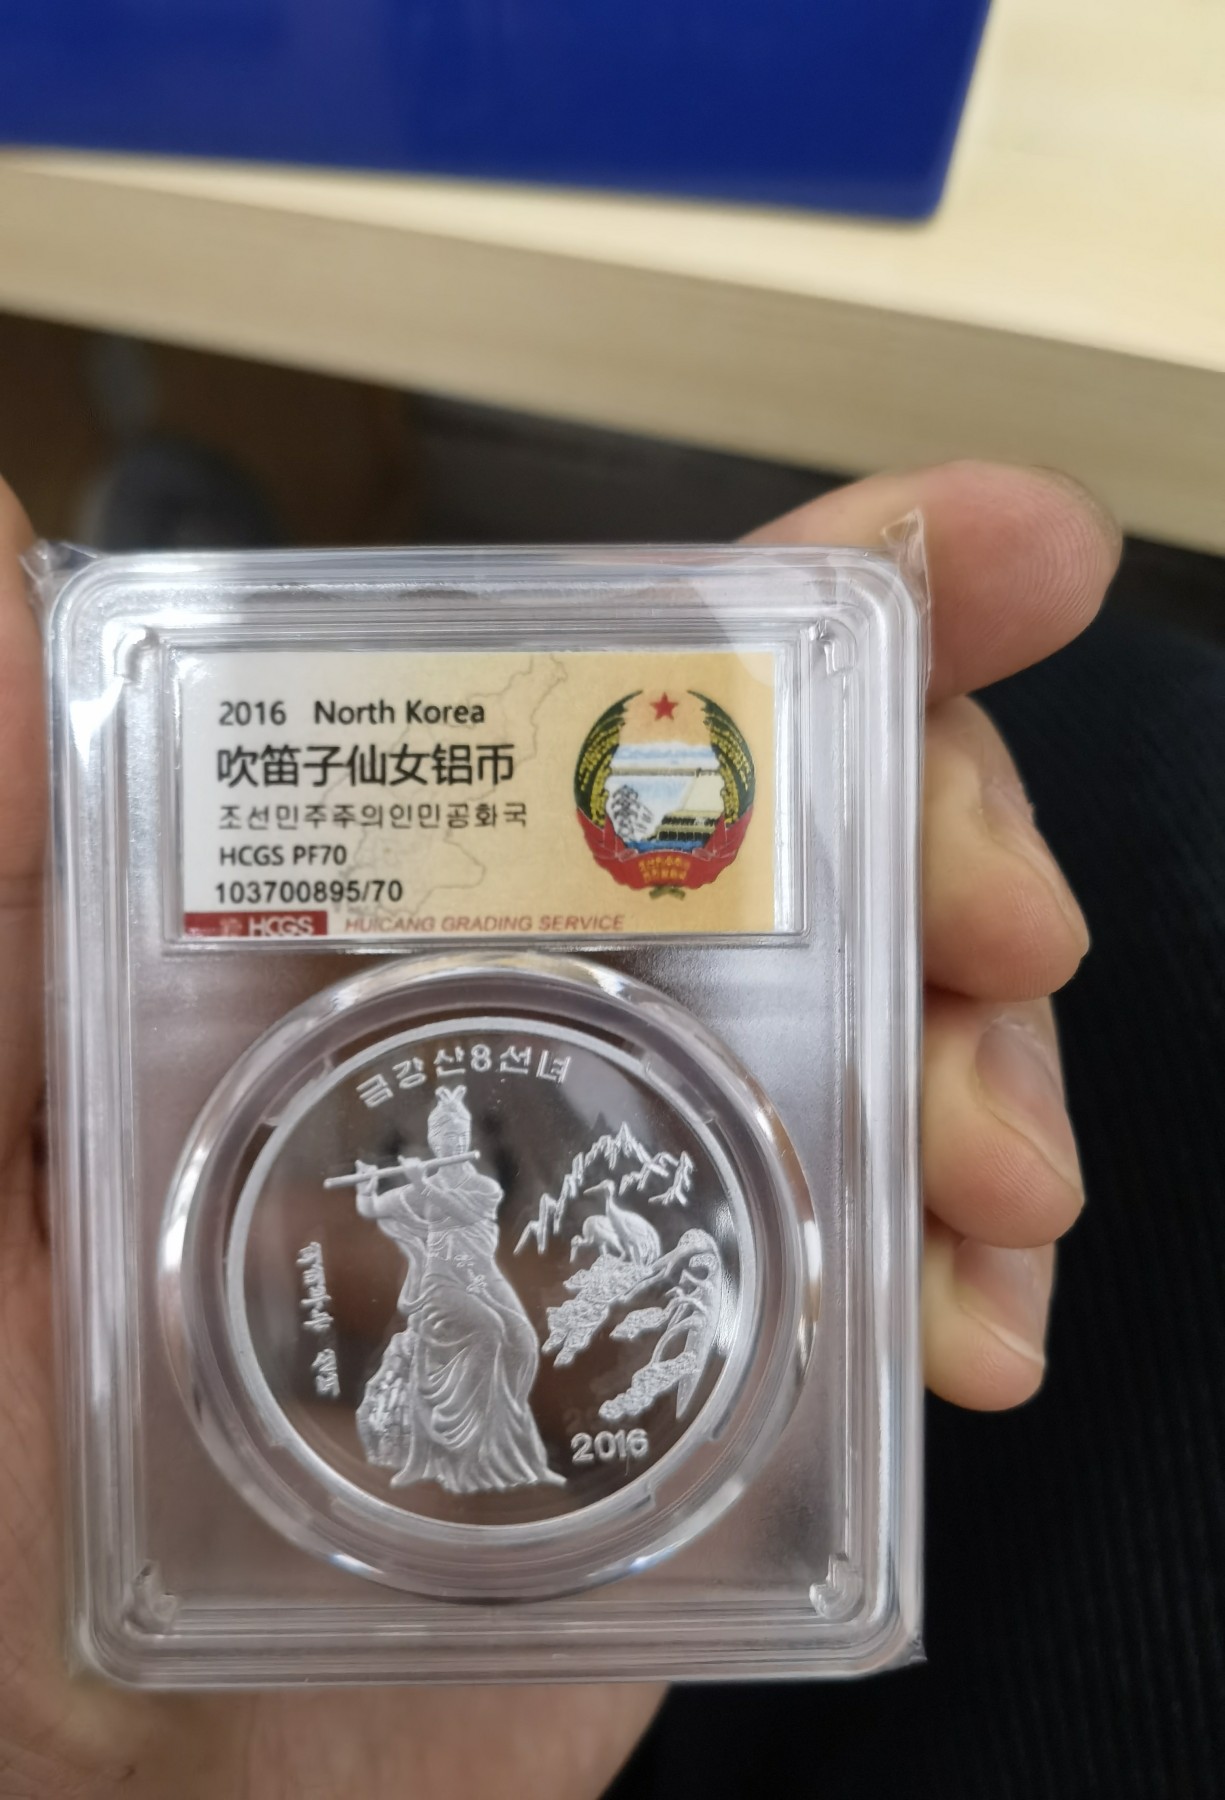 2016 North Korea
吹笛子仙女铝币
조선민주주의인민공화국
HCGS PF70
103700895/70
HCGS HUICANG GRADING SERVICE
금강산8선녀
2016